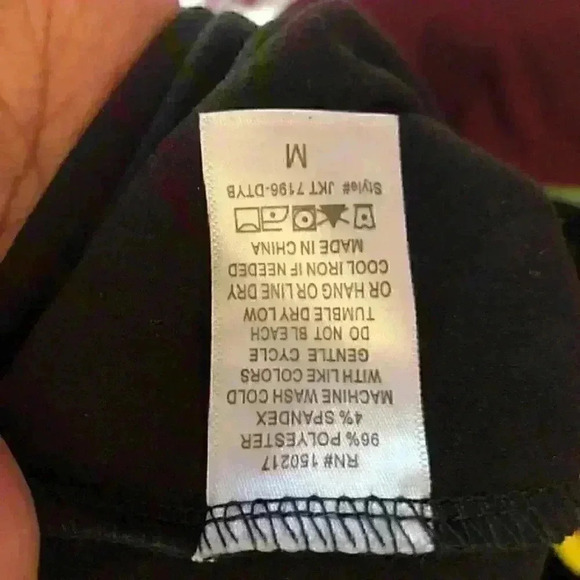 RN# 150217
96% POLYESTER
4% SPANDEX
MACHINE WASH COLD
WITH LIKE COLORS
GENTLE CYCLE
DO NOT BLEACH
TUMBLE DRY LOW
OR HANG OR LINE DRY
COOL IRON IF NEEDED
MADE IN CHINA
Style# JKT 7196-DTYB
M